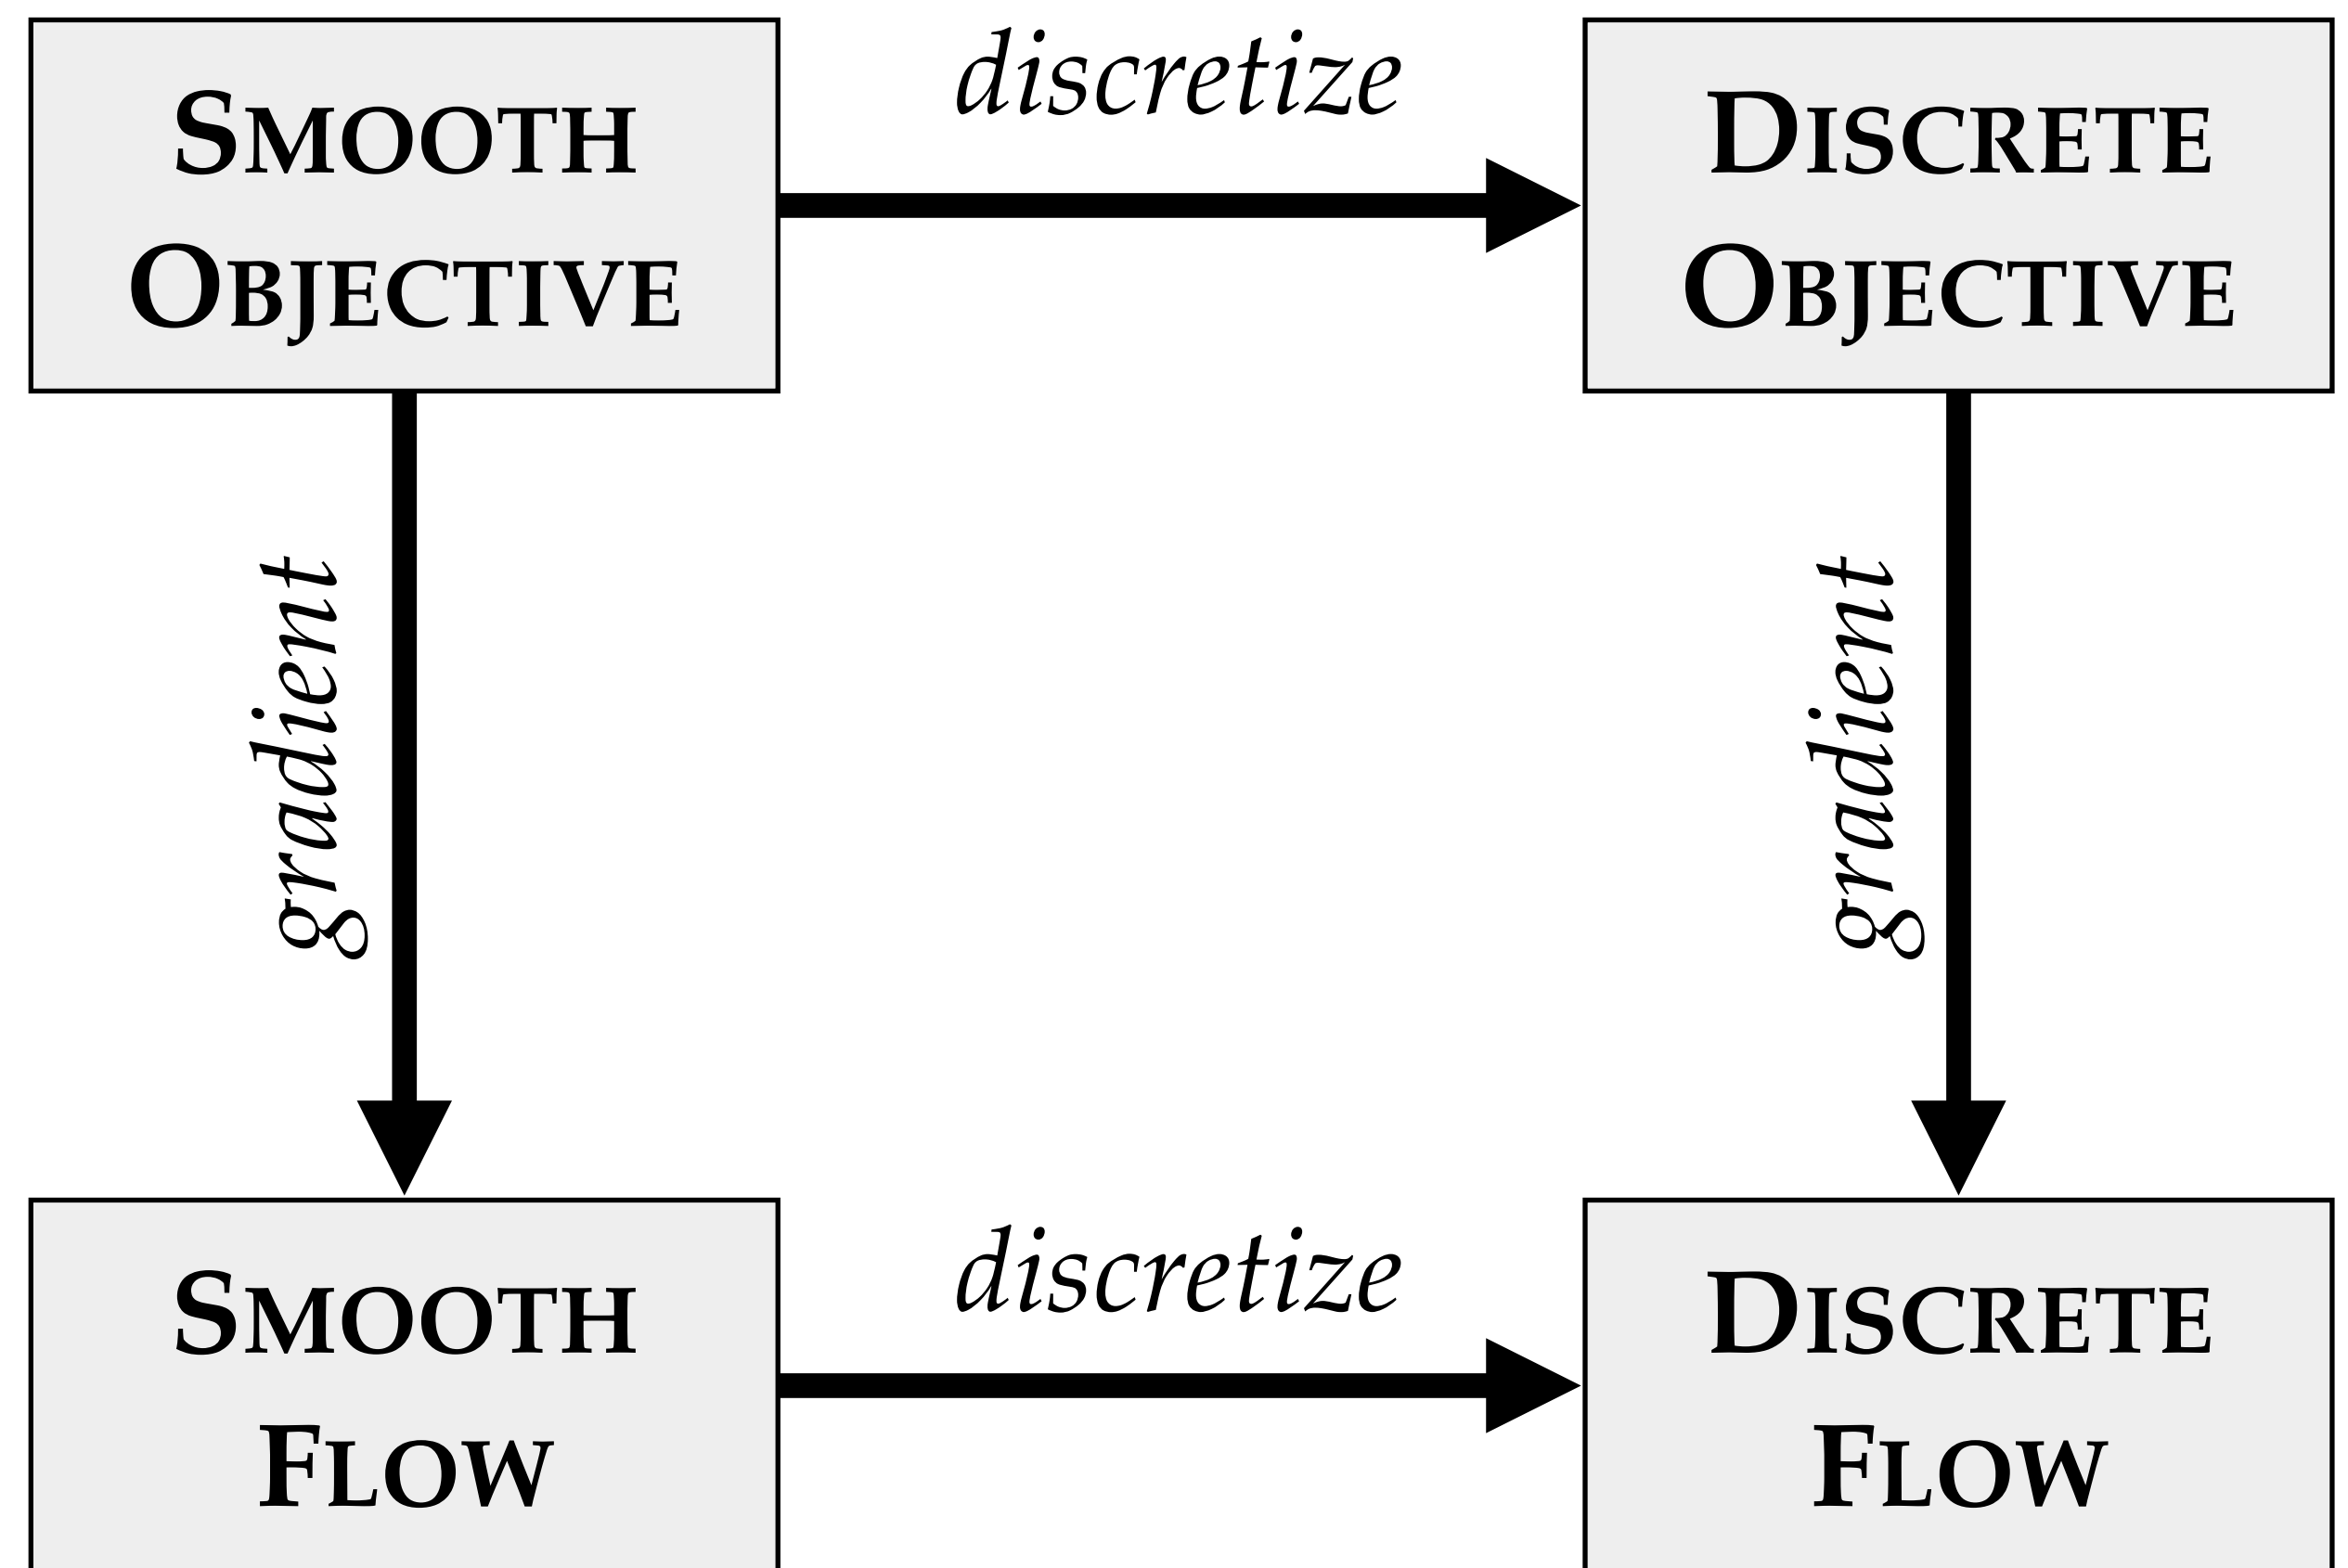 Smooth
Objective
discretize
Discrete
Objective
gradient
gradient
Smooth
Flow
discretize
Discrete
Flow